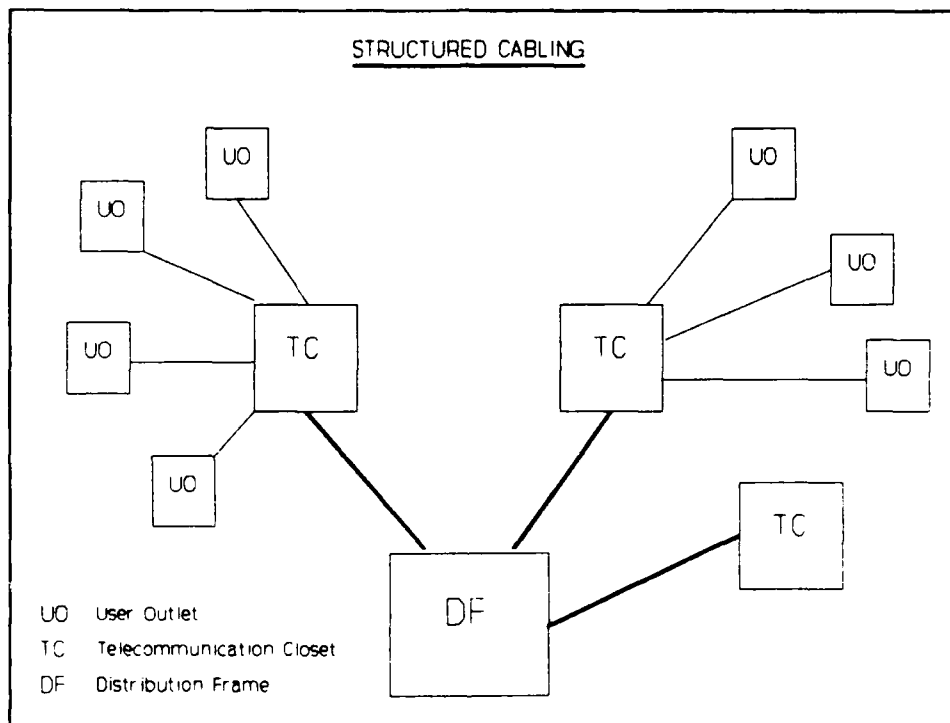 STRUCTURED CABLING
UO
UO
UO
UO
TC
UO
UO
UO
TC
TC
DF
UO User Outlet
TC Telecommunication Closet
DF Distribution Frame